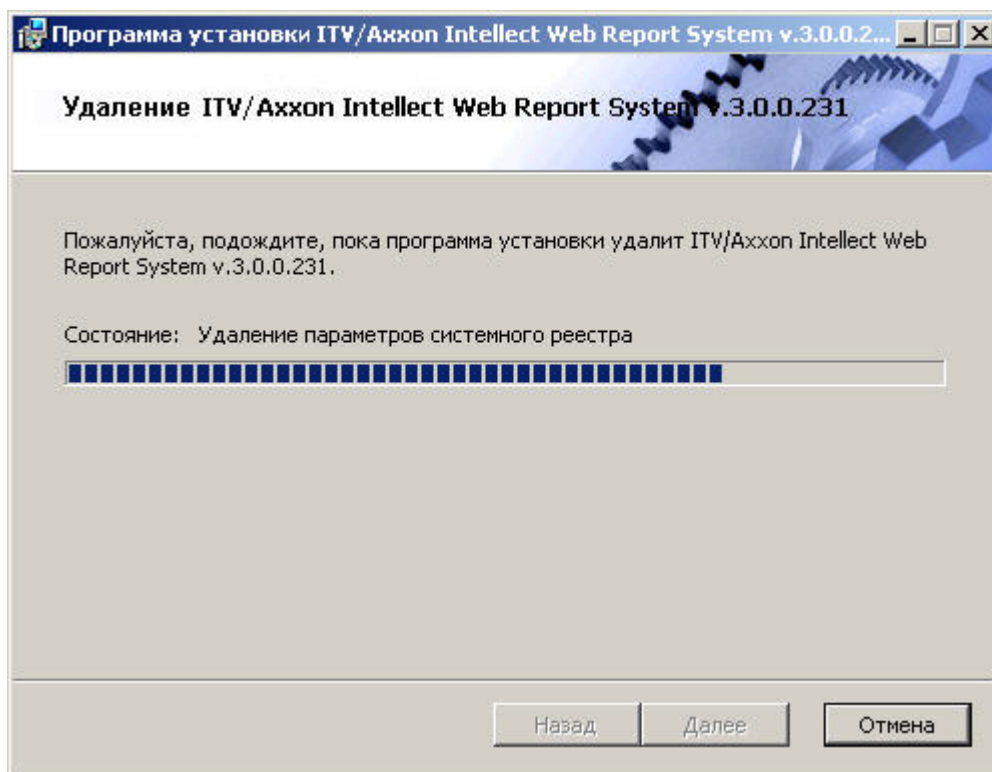 Программа установки ITV/Axxon Intellect Web Report System v.3.0.0.2...
Удаление ITV/Axxon Intellect Web Report System v.3.0.0.231
Пожалуйста, подождите, пока программа установки удалит ITV/Axxon Intellect Web
Report System v.3.0.0.231.
Состояние: Удаление параметров системного реестра
Назад Далее Отмена